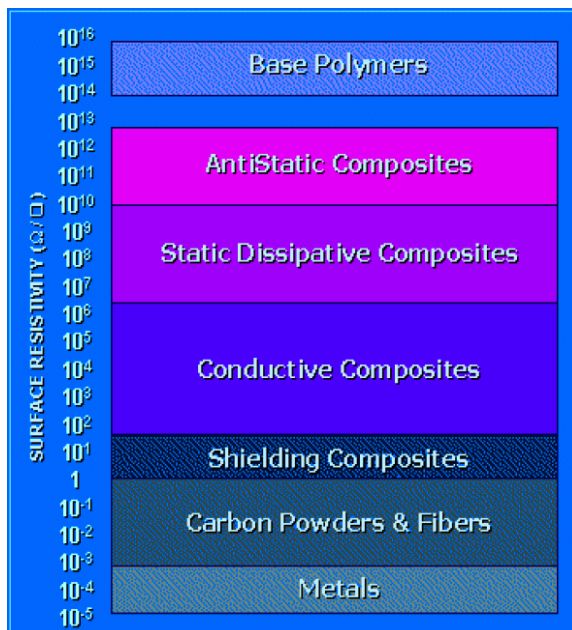 SURFACE RESISTIVITY (Ω/□)
10¹⁶
10¹⁵
10¹⁴
10¹³
10¹²
10¹¹
10¹⁰
10⁹
10⁸
10⁷
10⁶
10⁵
10⁴
10³
10²
10¹
1
10⁻¹
10⁻²
10⁻³
10⁻⁴
10⁻⁵
Base Polymers
AntiStatic Composites
Static Dissipative Composites
Conductive Composites
Shielding Composites
Carbon Powders & Fibers
Metals